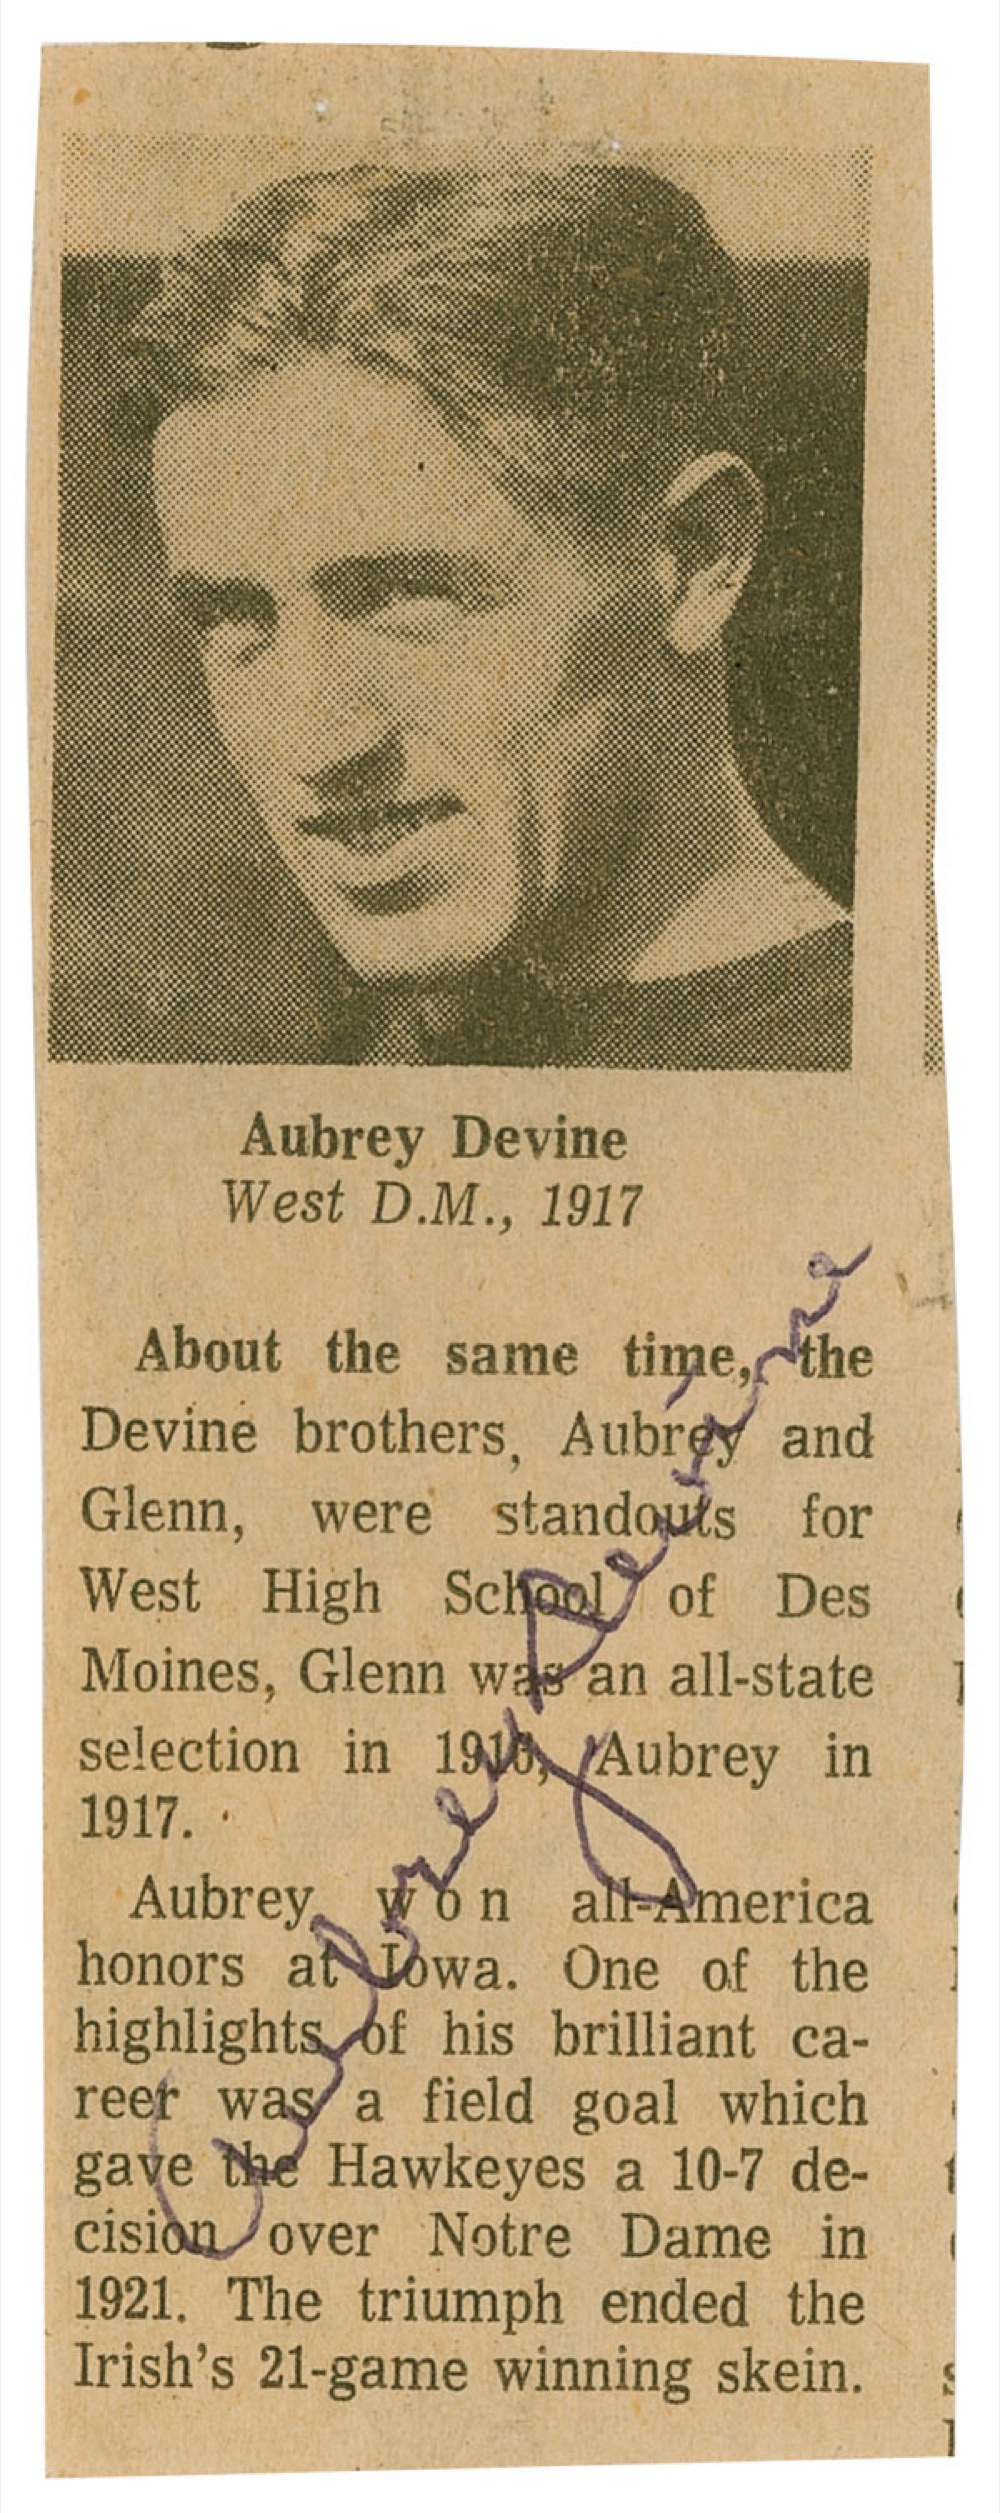 Aubrey Devine
West D.M., 1917
About the same time, the
Devine brothers, Aubrey and
Glenn, were standouts for
West High School of Des
Moines, Glenn was an all-state
selection in 1916, Aubrey in
1917.
Aubrey won all-America
honors at Iowa. One of the
highlights of his brilliant ca-
reer was a field goal which
gave the Hawkeyes a 10-7 de-
cision over Notre Dame in
1921. The triumph ended the
Irish's 21-game winning skein.
Aubrey Devine